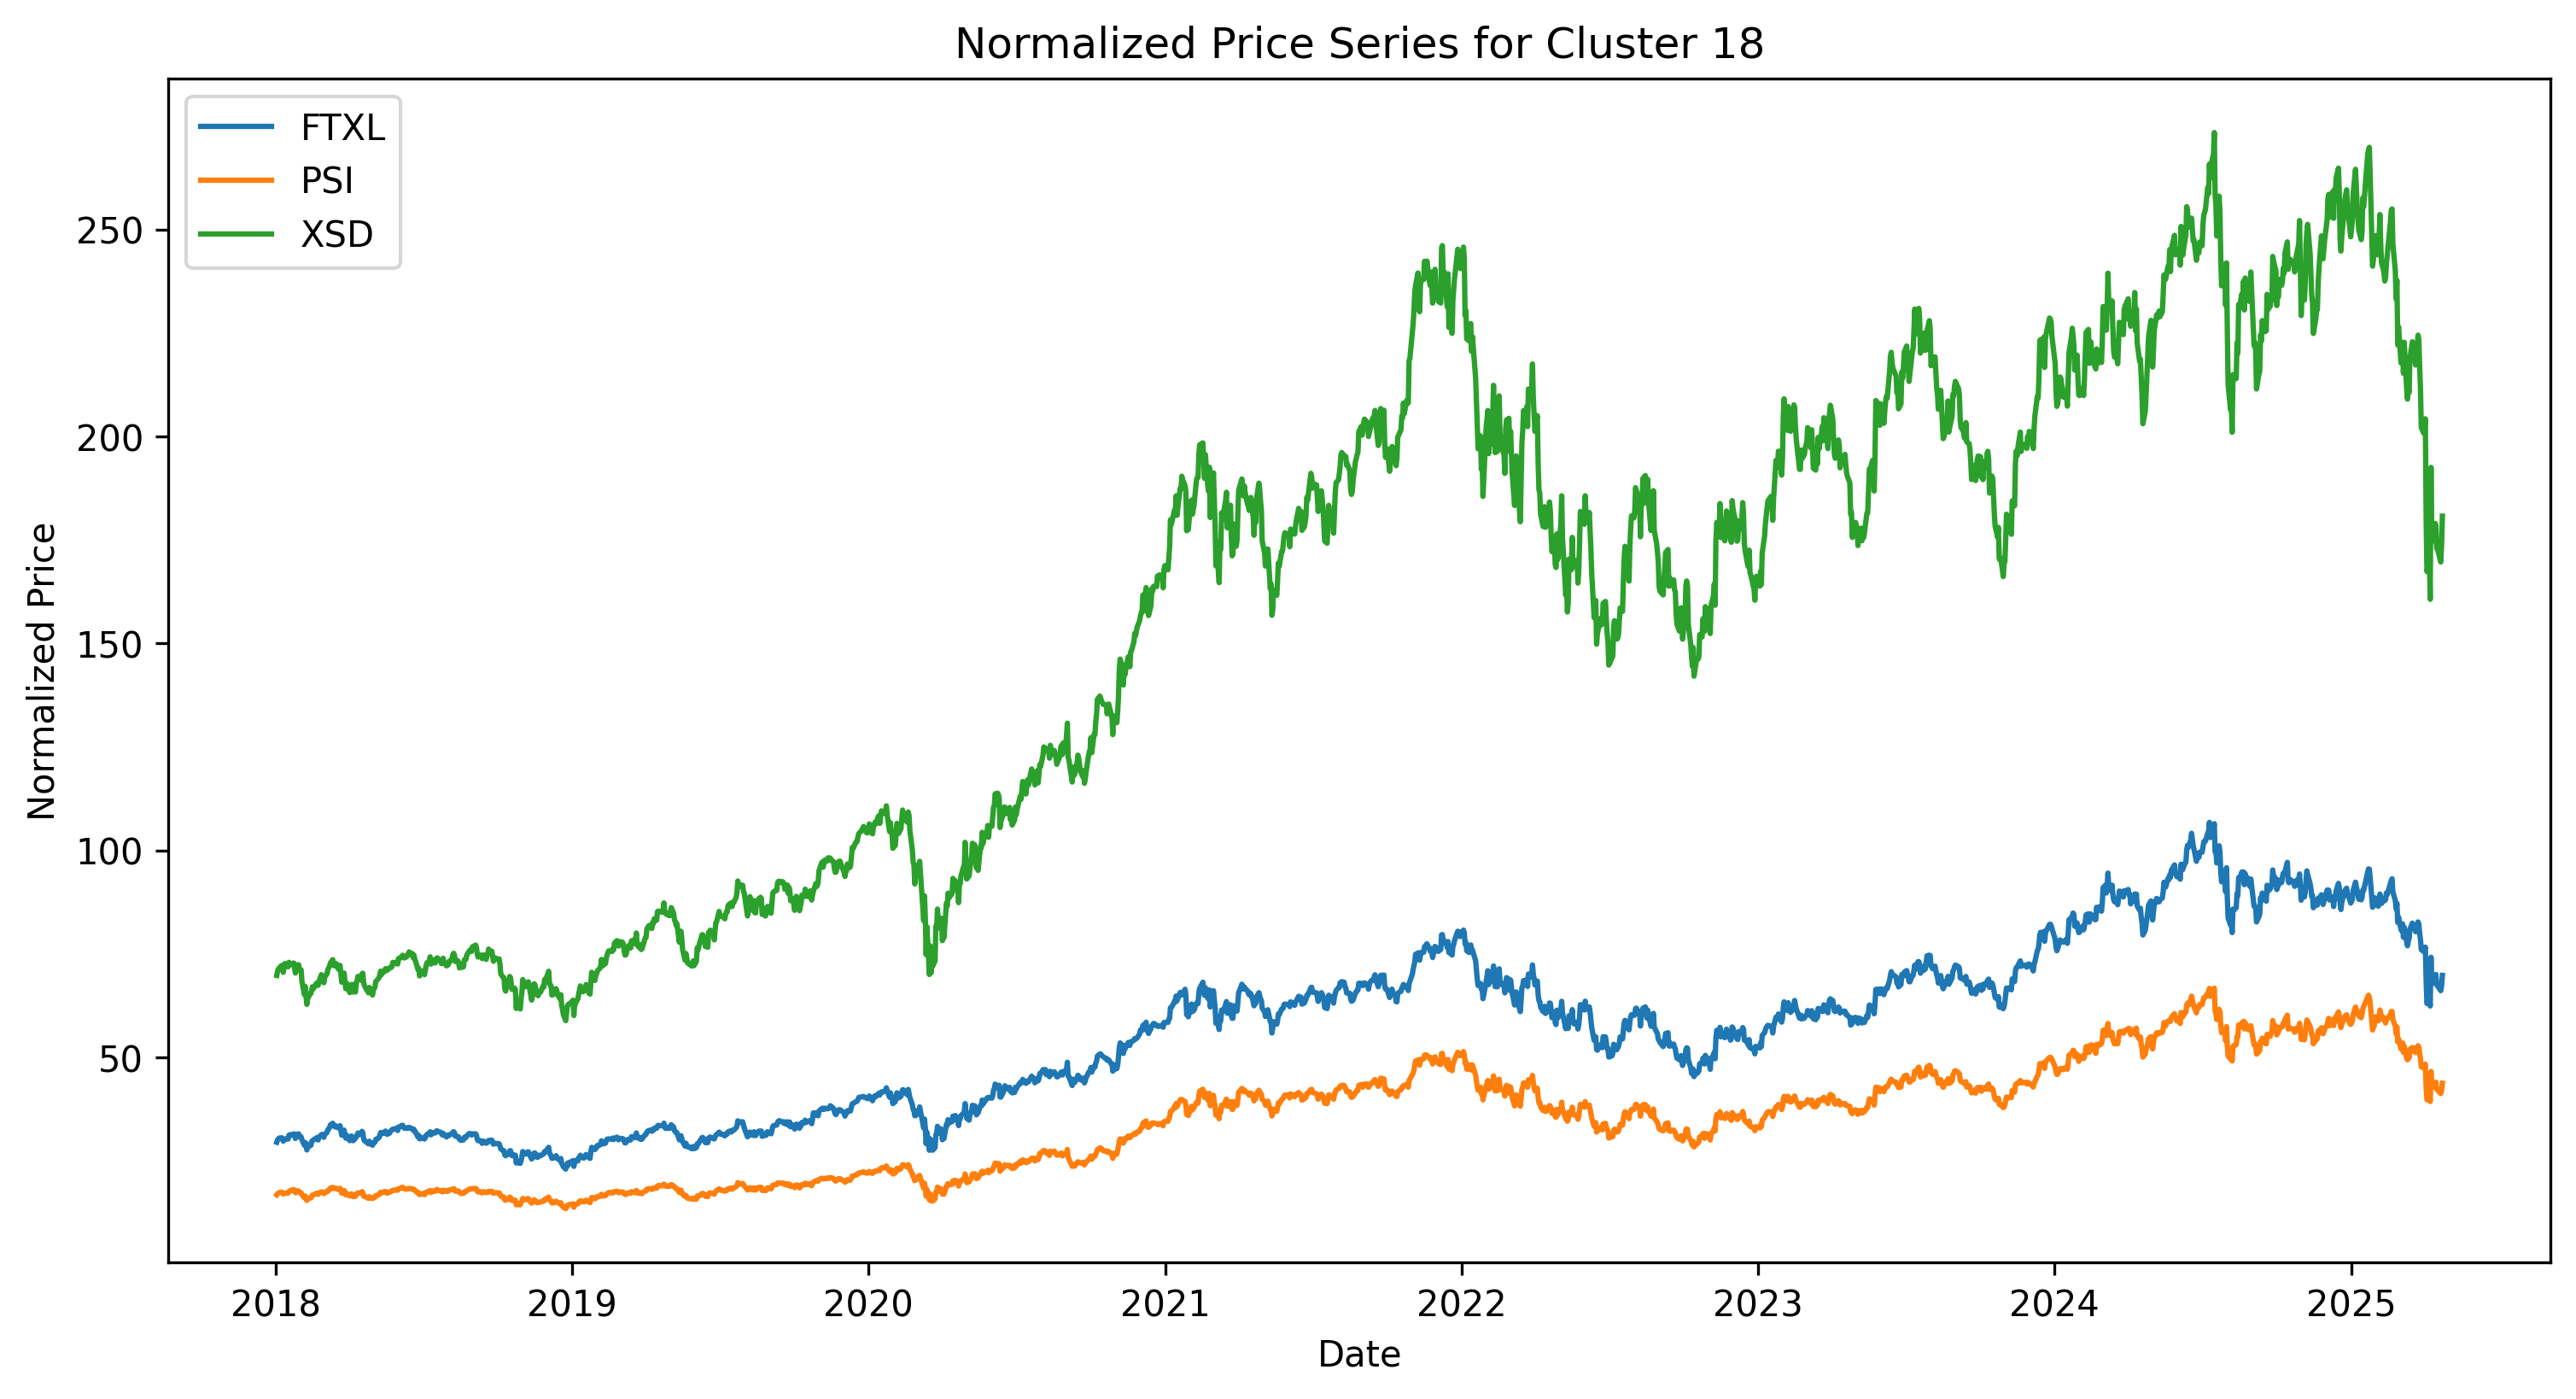 Normalized Price Series for Cluster 18
FTXL
PSI
XSD
Normalized Price
250
200
150
100
50
2018 2019 2020 2021 2022 2023 2024 2025
Date